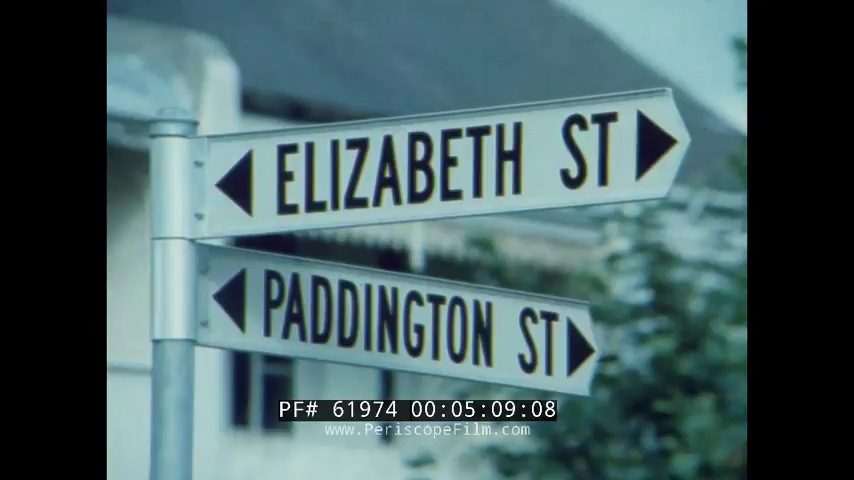 ELIZABETH ST
PADDINGTON ST
PF# 61974 00:05:09:08
www.PeriscopeFilm.com